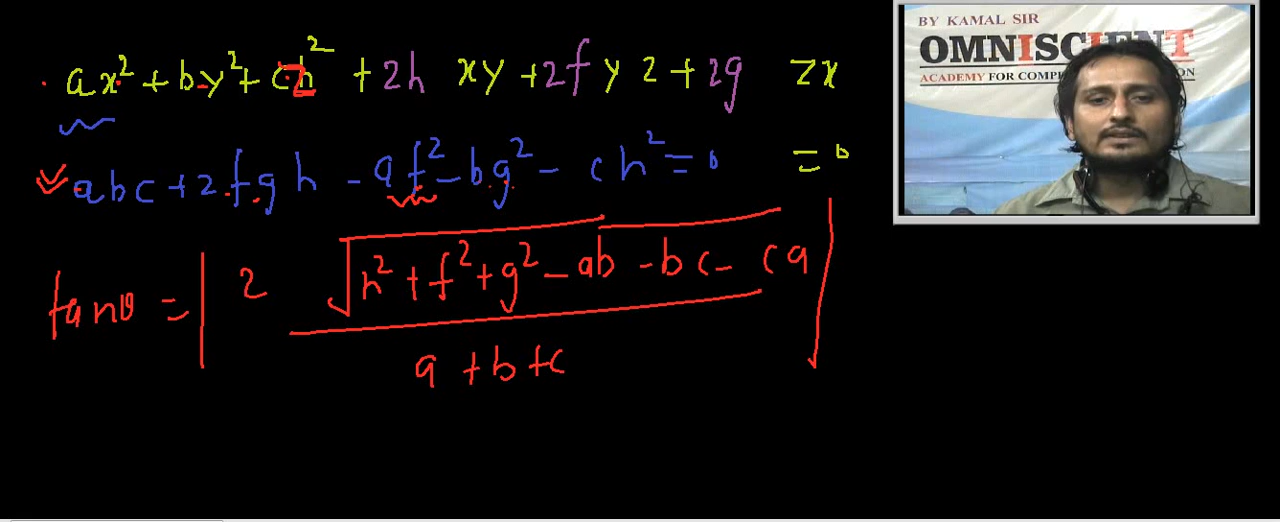 BY KAMAL SIR
OMNISCIENT
ACADEMY FOR COMP
ax² + by² + cz² + 2h xy + 2f yz + 2g zx
= 0
abc + 2fgh - af² - bg² - ch² = 0
tanθ = | 2 √(h² + f² + g² - ab - bc - ca) / a + b + c |